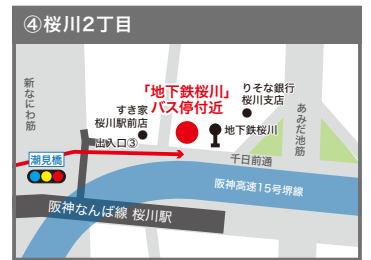 ④桜川2丁目
新なにわ筋
「地下鉄桜川」
バス停付近
りそな銀行
桜川支店
すき家
桜川駅前店
地下鉄桜川
あみだ池筋
出入口③
潮見橋
千日前通
阪神高速15号堺線
阪神なんば線 桜川駅